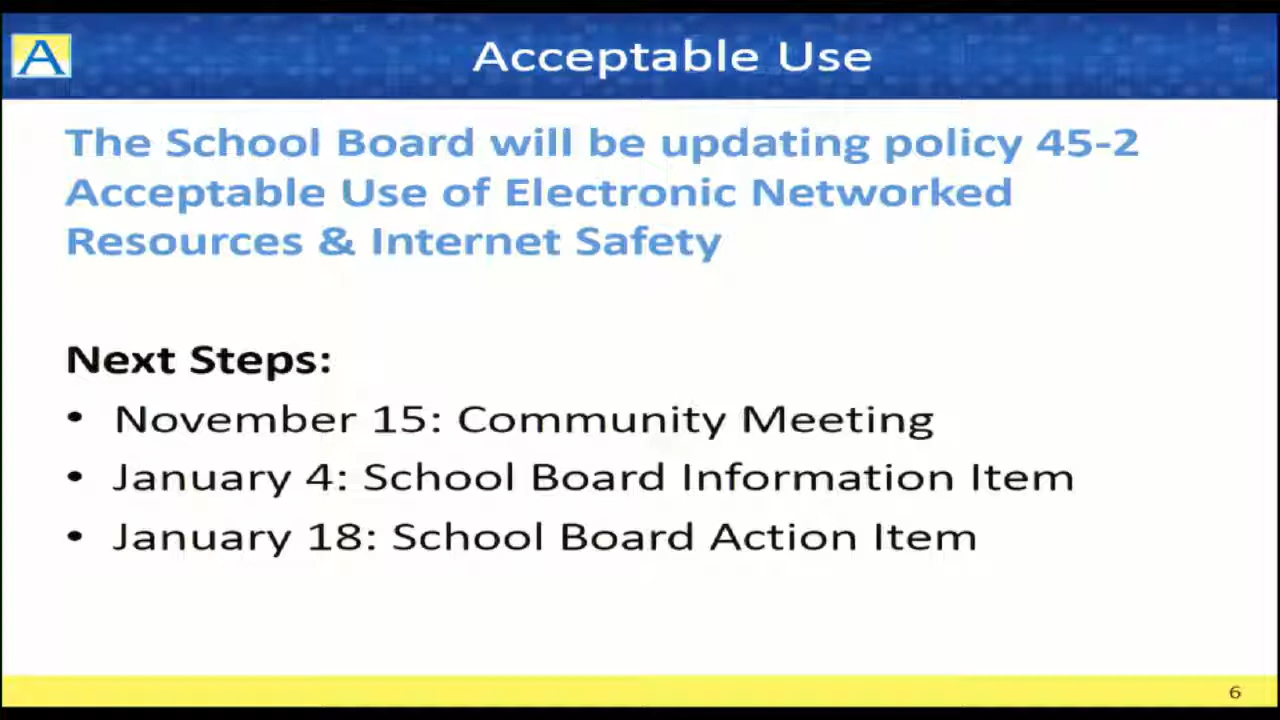 A
Acceptable Use
The School Board will be updating policy 45-2
Acceptable Use of Electronic Networked
Resources & Internet Safety
Next Steps:
• November 15: Community Meeting
• January 4: School Board Information Item
• January 18: School Board Action Item
6